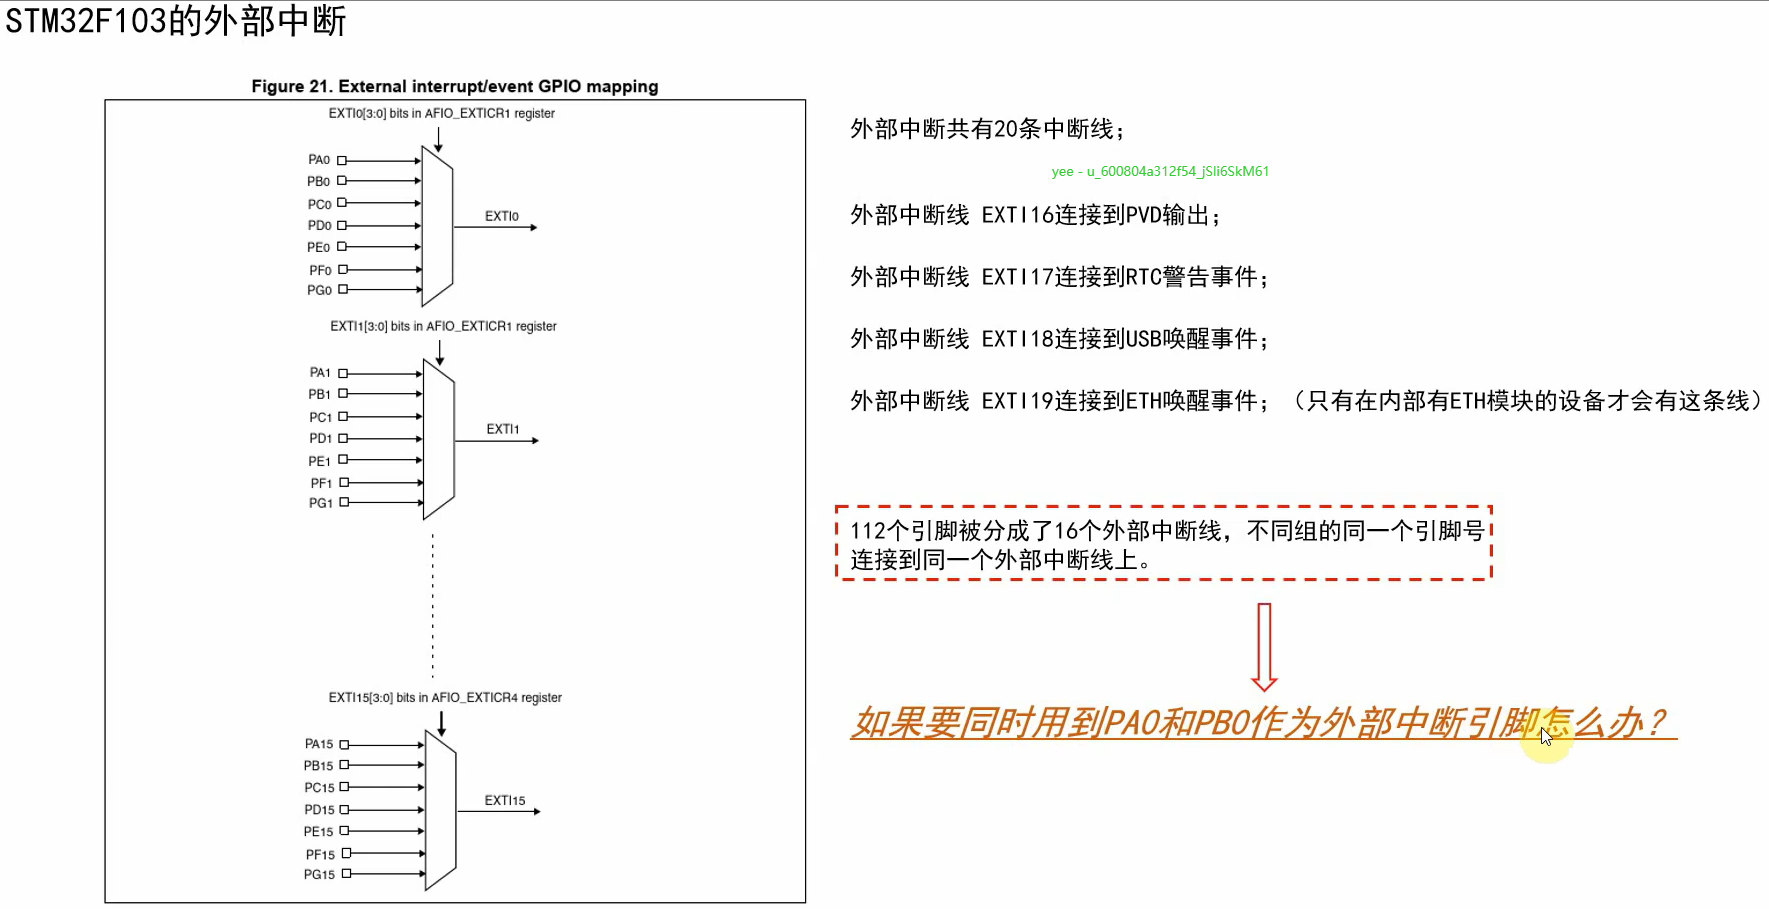 STM32F103的外部中断
Figure 21. External interrupt/event GPIO mapping
EXTI0[3:0] bits in AFIO_EXTICR1 register
PA0
PB0
PC0
PD0
PE0
PF0
PG0
EXTI0
EXTI1[3:0] bits in AFIO_EXTICR1 register
PA1
PB1
PC1
PD1
PE1
PF1
PG1
EXTI1
EXTI15[3:0] bits in AFIO_EXTICR4 register
PA15
PB15
PC15
PD15
PE15
PF15
PG15
EXTI15
外部中断共有20条中断线；
yee - u_600804a312f54_jSli6SkM61
外部中断线 EXTI16连接到PVD输出；
外部中断线 EXTI17连接到RTC警告事件；
外部中断线 EXTI18连接到USB唤醒事件；
外部中断线 EXTI19连接到ETH唤醒事件；（只有在内部有ETH模块的设备才会有这条线）
112个引脚被分成了16个外部中断线，不同组的同一个引脚号
连接到同一个外部中断线上。
如果要同时用到PA0和PB0作为外部中断引脚怎么办？